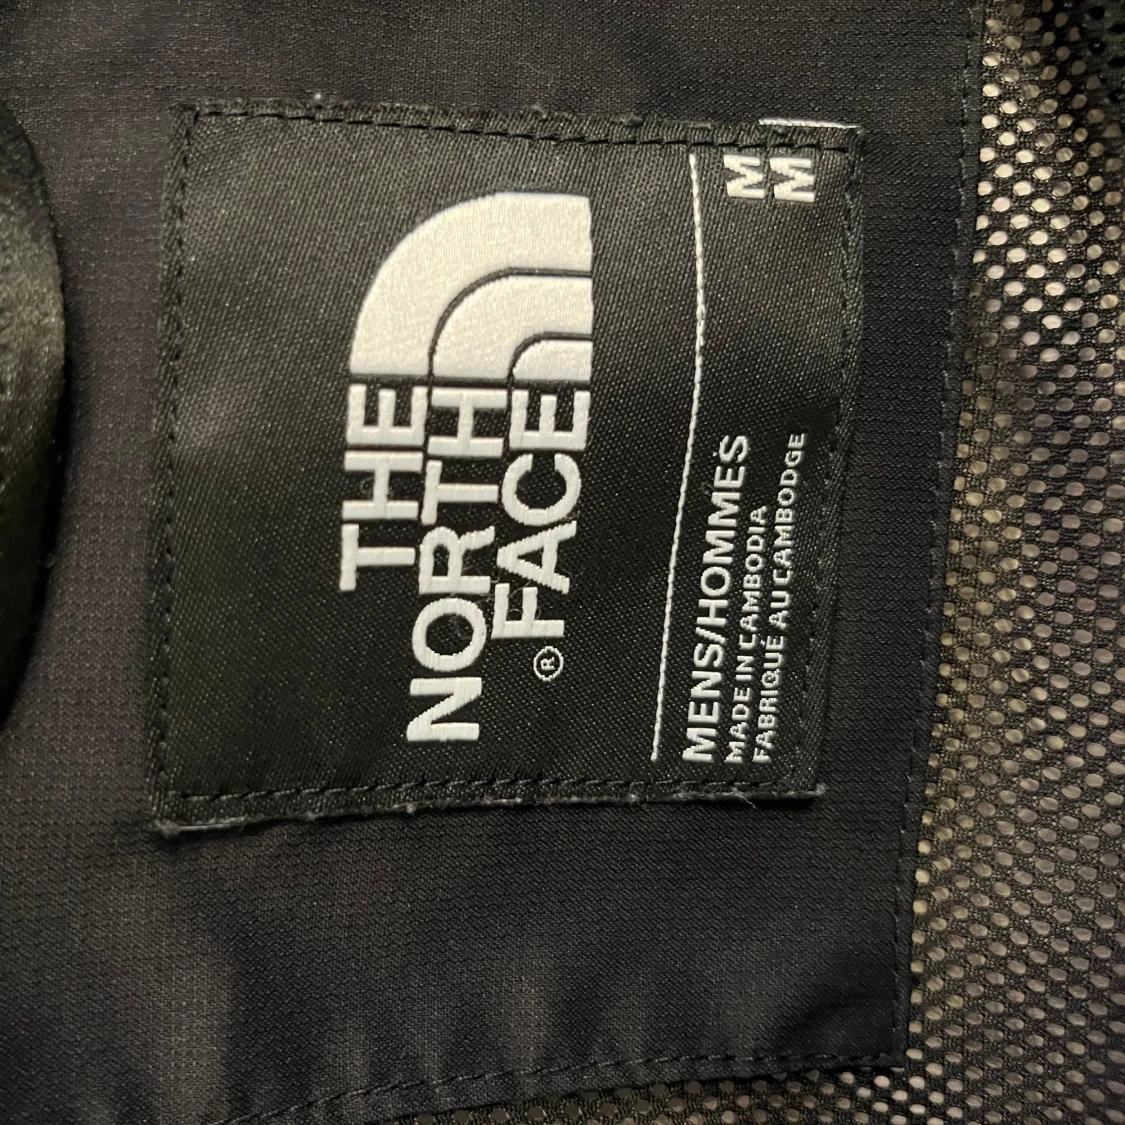 THE
NORTH
FACE
®
MENS/HOMMES
MADE IN CAMBODIA
FABRIQUÉ AU CAMBODGE
M
M